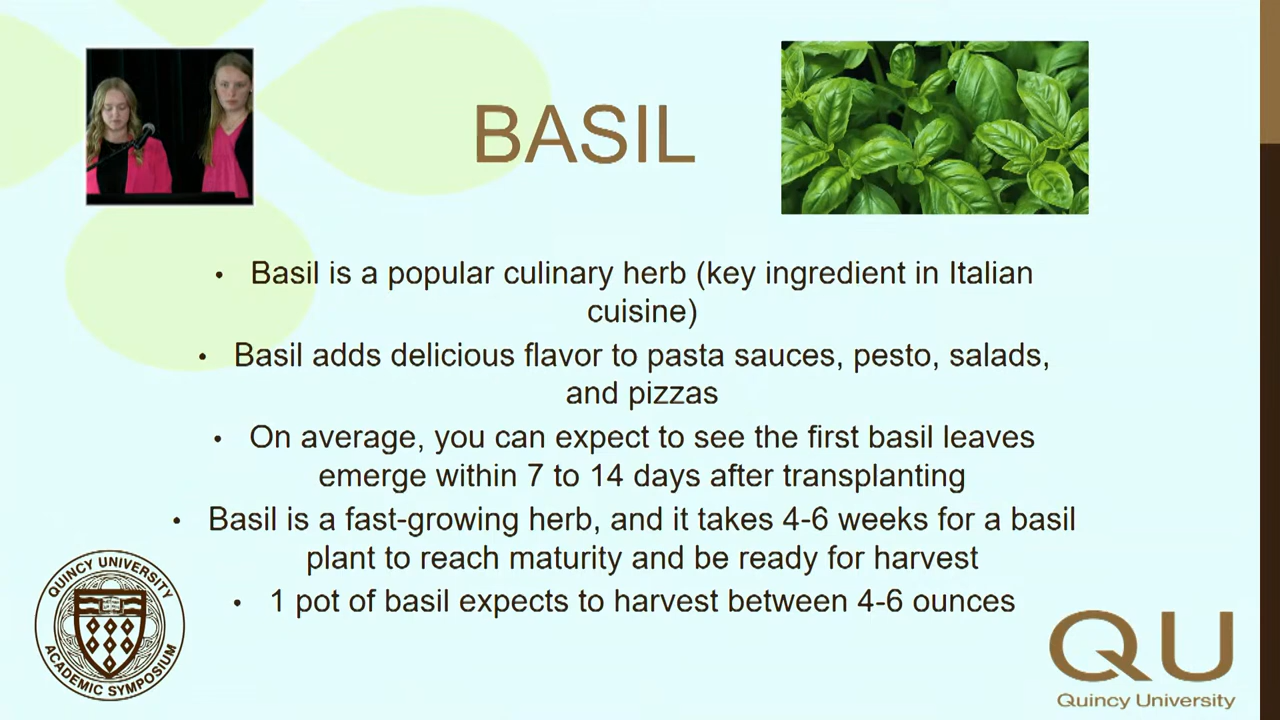 BASIL
• Basil is a popular culinary herb (key ingredient in Italian
cuisine)
• Basil adds delicious flavor to pasta sauces, pesto, salads,
and pizzas
• On average, you can expect to see the first basil leaves
emerge within 7 to 14 days after transplanting
• Basil is a fast-growing herb, and it takes 4-6 weeks for a basil
plant to reach maturity and be ready for harvest
• 1 pot of basil expects to harvest between 4-6 ounces
QUINCY UNIVERSITY
ACADEMIC SYMPOSIUM
QU
Quincy University